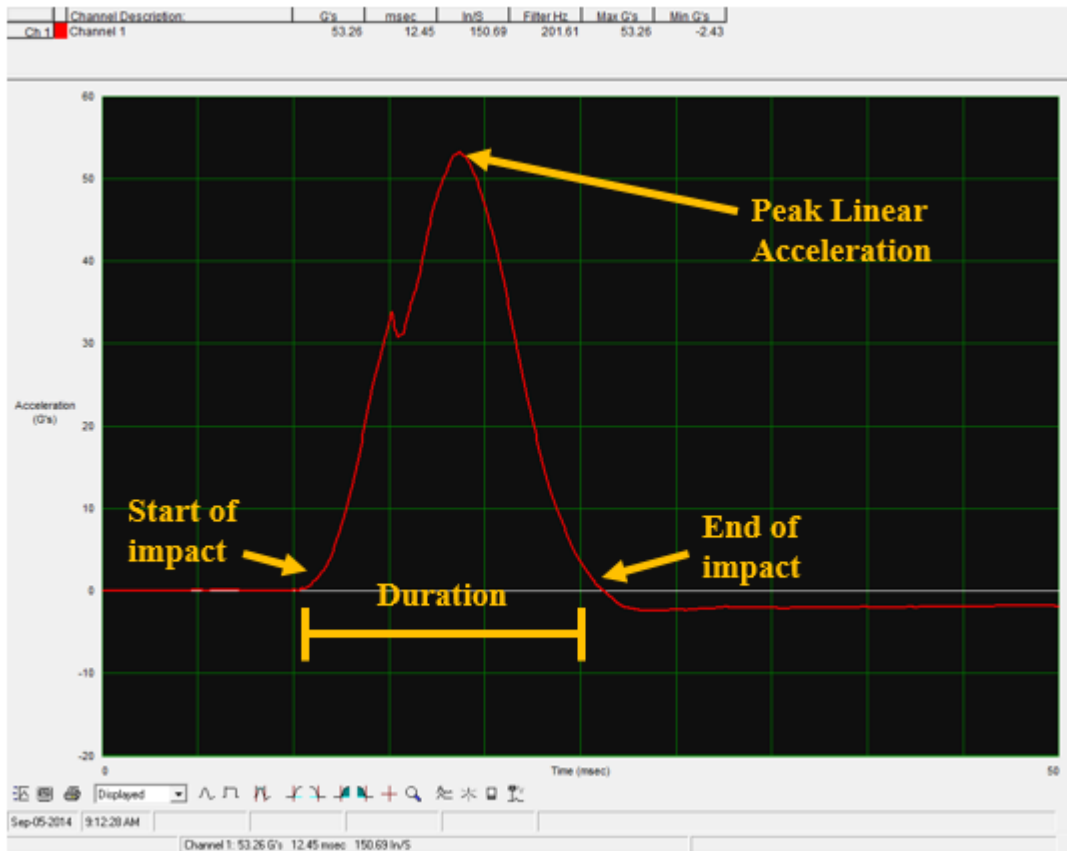 Channel Description: G's msec In/S Filter Hz Max G's Min G's
Ch 1 Channel 1 53.26 12.45 150.69 201.61 53.26 -2.43
60
50
Peak Linear
Acceleration
40
30
Acceleration
(G's)
20
10
Start of
impact
End of
impact
0
Duration
-10
-20
0 Time (msec) 50
Displayed
Sep-05-2014 9:12:28 AM
Channel 1: 53.26 G's 12.45 msec 150.69 In/S